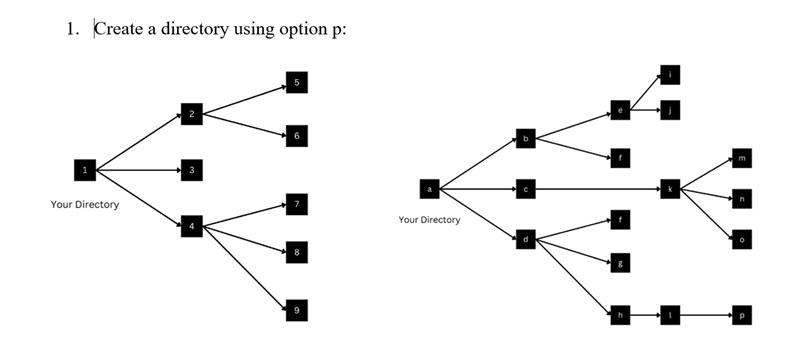 1. Create a directory using option p:
5
2
6
1
3
Your Directory
4
7
8
9
i
e
j
b
f
m
a
c
k
n
Your Directory
f
d
o
g
h
l
p